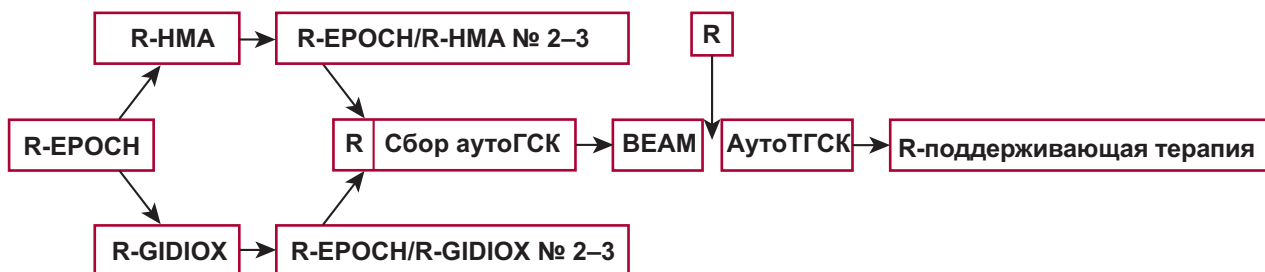 R-HMA
R-EPOCH/R-HMA № 2–3
R
R-EPOCH
R
Сбор аутоГСК
BEAM
АутоТГСК
R-поддерживающая терапия
R-GIDIOX
R-EPOCH/R-GIDIOX № 2–3